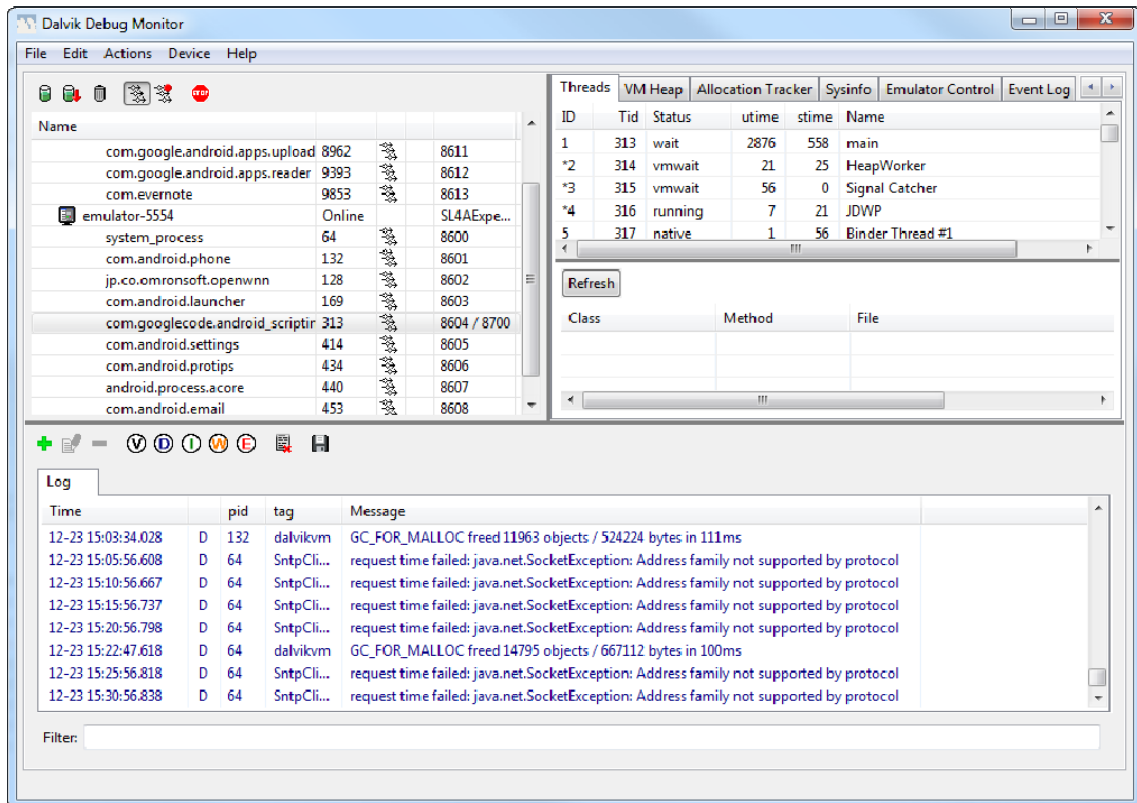 Dalvik Debug Monitor
File Edit Actions Device Help
STOP
Name
com.google.android.apps.upload 8962 8611
com.google.android.apps.reader 9393 8612
com.evernote 9853 8613
emulator-5554 Online SL4AExpe...
system_process 64 8600
com.android.phone 132 8601
jp.co.omronsoft.openwnn 128 8602
com.android.launcher 169 8603
com.googlecode.android_scriptin 313 8604 / 8700
com.android.settings 414 8605
com.android.protips 434 8606
android.process.acore 440 8607
com.android.email 453 8608
Threads VM Heap Allocation Tracker Sysinfo Emulator Control Event Log
ID Tid Status utime stime Name
1 313 wait 2876 558 main
*2 314 vmwait 21 25 HeapWorker
*3 315 vmwait 56 0 Signal Catcher
*4 316 running 7 21 JDWP
5 317 native 1 56 Binder Thread #1
Refresh
Class Method File
V D I W E
Log
Time pid tag Message
12-23 15:03:34.028 D 132 dalvikvm GC_FOR_MALLOC freed 11963 objects / 524224 bytes in 111ms
12-23 15:05:56.608 D 64 SntpCli... request time failed: java.net.SocketException: Address family not supported by protocol
12-23 15:10:56.667 D 64 SntpCli... request time failed: java.net.SocketException: Address family not supported by protocol
12-23 15:15:56.737 D 64 SntpCli... request time failed: java.net.SocketException: Address family not supported by protocol
12-23 15:20:56.798 D 64 SntpCli... request time failed: java.net.SocketException: Address family not supported by protocol
12-23 15:22:47.618 D 64 dalvikvm GC_FOR_MALLOC freed 14795 objects / 667112 bytes in 100ms
12-23 15:25:56.818 D 64 SntpCli... request time failed: java.net.SocketException: Address family not supported by protocol
12-23 15:30:56.838 D 64 SntpCli... request time failed: java.net.SocketException: Address family not supported by protocol
Filter: